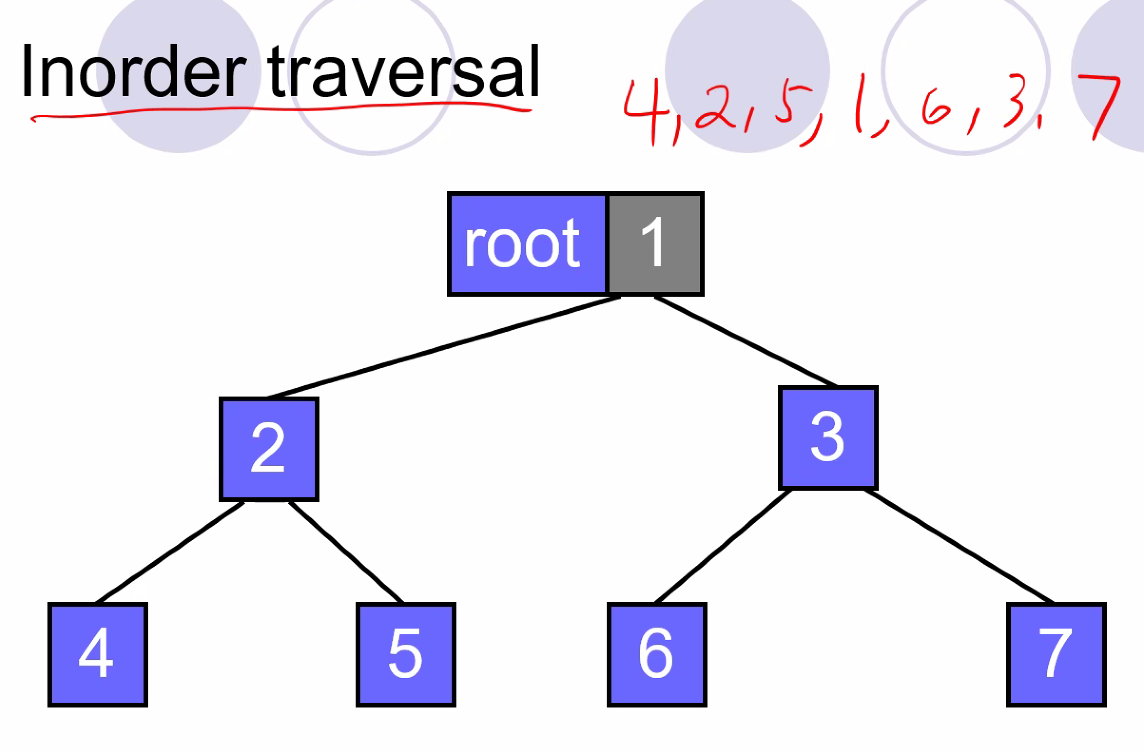 Inorder traversal
4, 2, 5, 1, 6, 3, 7
root 1
2 3
4 5 6 7